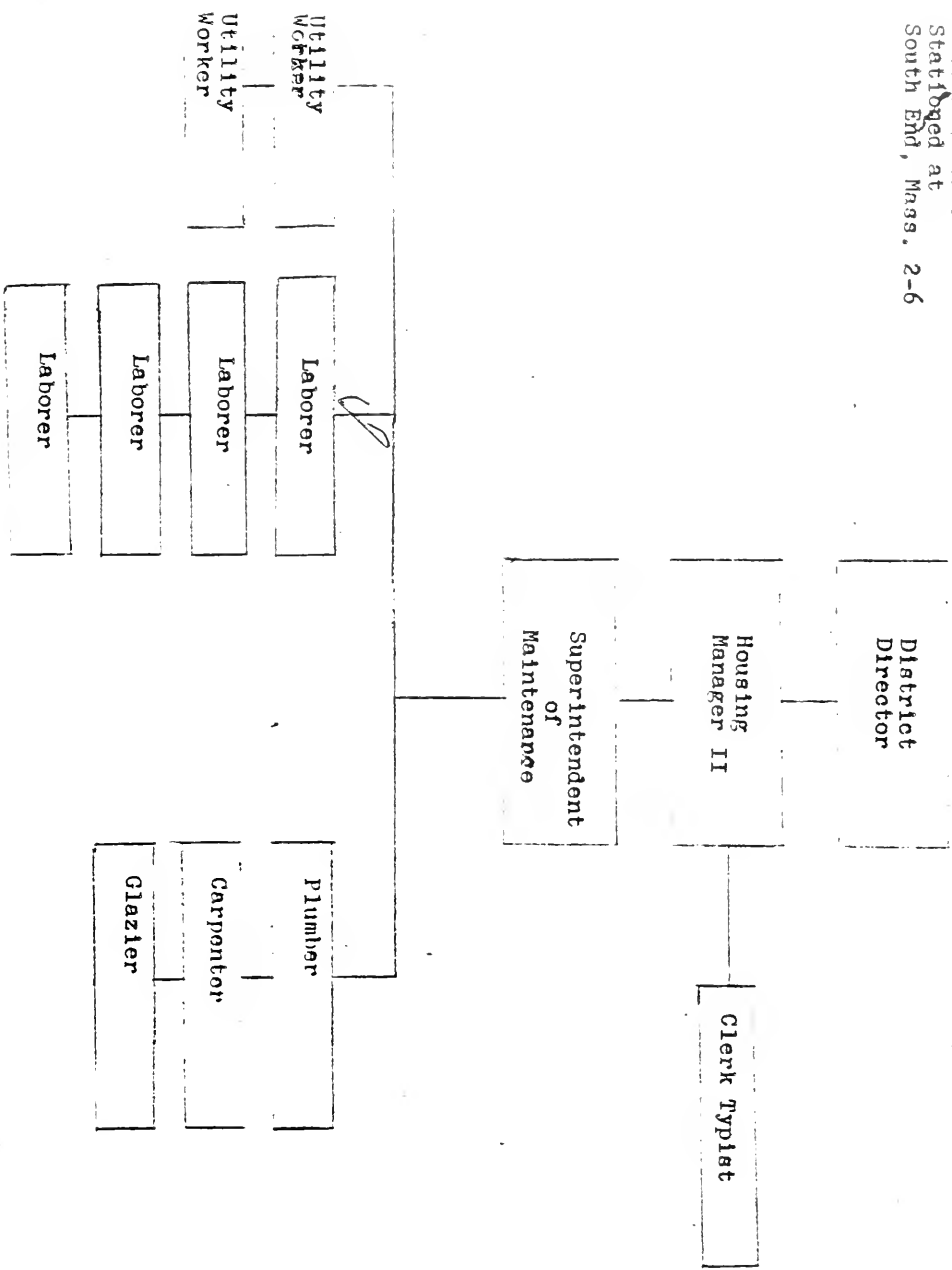 Stationed at
South End, Mass. 2-6
District
Director
Housing
Manager II
Clerk Typist
Superintendent
of
Maintenance
Utility
Worker
Utility
Worker
Laborer
Laborer
Laborer
Laborer
Plumber
Carpenter
Glazier